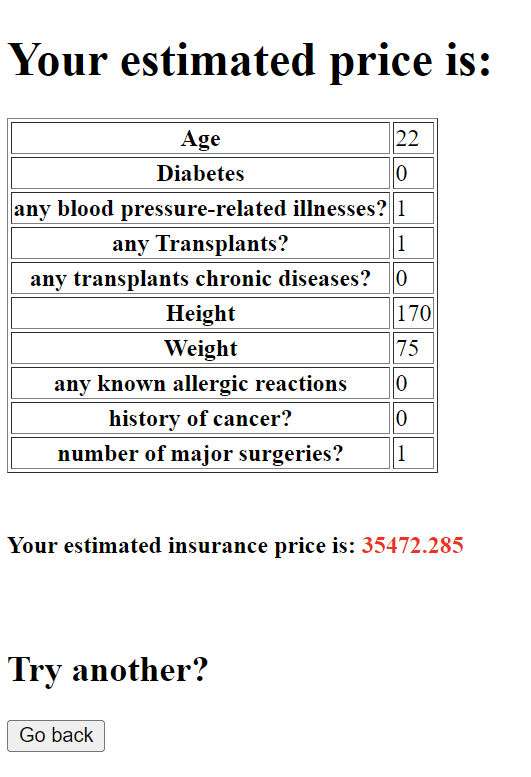 Your estimated price is:
Age 22
Diabetes 0
any blood pressure-related illnesses? 1
any Transplants? 1
any transplants chronic diseases? 0
Height 170
Weight 75
any known allergic reactions 0
history of cancer? 0
number of major surgeries? 1
Your estimated insurance price is: 35472.285
Try another?
Go back